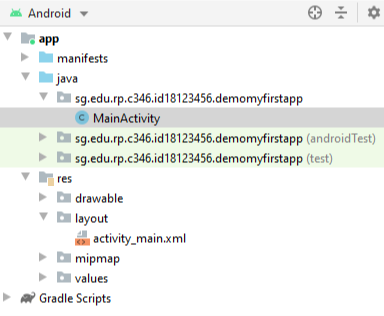 Android
app
manifests
java
sg.edu.rp.c346.id18123456.demomyfirstapp
C MainActivity
sg.edu.rp.c346.id18123456.demomyfirstapp (androidTest)
sg.edu.rp.c346.id18123456.demomyfirstapp (test)
res
drawable
layout
activity_main.xml
mipmap
values
Gradle Scripts